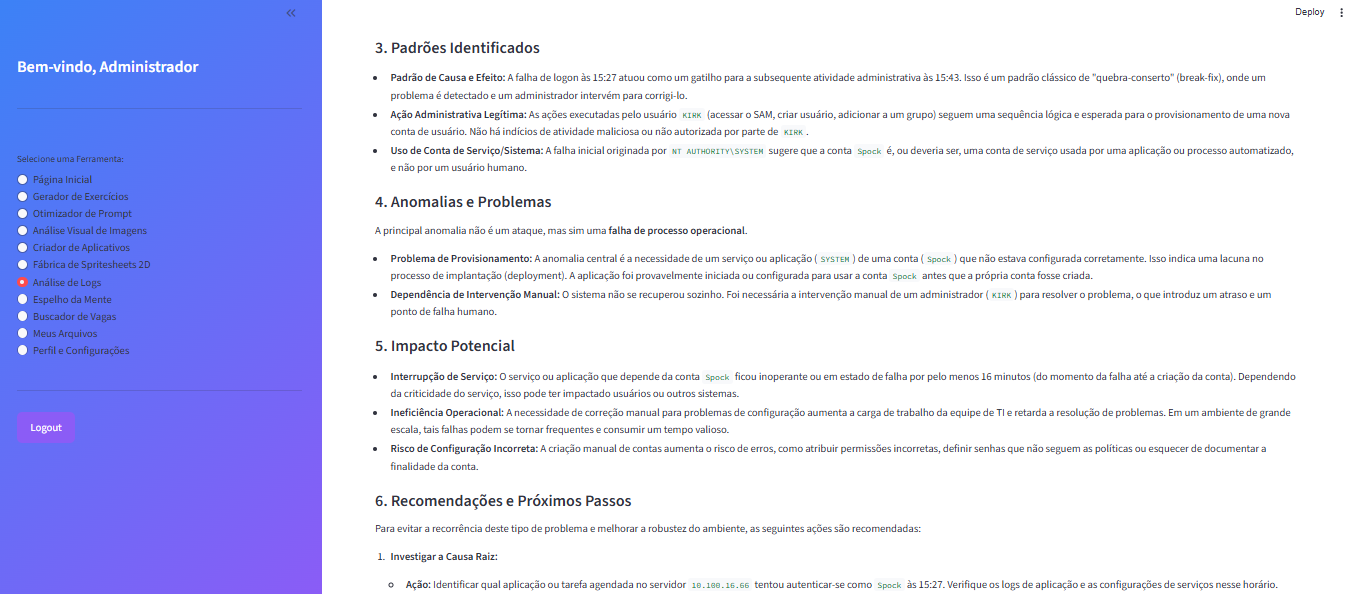 Deploy
Bem-vindo, Administrador
Selecione uma Ferramenta:
Página Inicial
Gerador de Exercícios
Otimizador de Prompt
Análise Visual de Imagens
Criador de Aplicativos
Fábrica de Spritesheets 2D
Análise de Logs
Espelho da Mente
Buscador de Vagas
Meus Arquivos
Perfil e Configurações
Logout
3. Padrões Identificados
Padrão de Causa e Efeito: A falha de logon às 15:27 atuou como um gatilho para a subsequente atividade administrativa às 15:43. Isso é um padrão clássico de "quebra-conserto" (break-fix), onde um
problema é detectado e um administrador intervém para corrigi-lo.
Ação Administrativa Legítima: As ações executadas pelo usuário KIRK (acessar o SAM, criar usuário, adicionar a um grupo) seguem uma sequência lógica e esperada para o provisionamento de uma nova
conta de usuário. Não há indícios de atividade maliciosa ou não autorizada por parte de KIRK .
Uso de Conta de Serviço/Sistema: A falha inicial originada por NT AUTHORITY\SYSTEM sugere que a conta Spock é, ou deveria ser, uma conta de serviço usada por uma aplicação ou processo automatizado,
e não por um usuário humano.
4. Anomalias e Problemas
A principal anomalia não é um ataque, mas sim uma falha de processo operacional.
Problema de Provisionamento: A anomalia central é a necessidade de um serviço ou aplicação ( SYSTEM ) de uma conta ( Spock ) que não estava configurada corretamente. Isso indica uma lacuna no
processo de implantação (deployment). A aplicação foi provavelmente iniciada ou configurada para usar a conta Spock antes que a própria conta fosse criada.
Dependência de Intervenção Manual: O sistema não se recuperou sozinho. Foi necessária a intervenção manual de um administrador ( KIRK ) para resolver o problema, o que introduz um atraso e um
ponto de falha humano.
5. Impacto Potencial
Interrupção de Serviço: O serviço ou aplicação que depende da conta Spock ficou inoperante ou em estado de falha por pelo menos 16 minutos (do momento da falha até a criação da conta). Dependendo
da criticidade do serviço, isso pode ter impactado usuários ou outros sistemas.
Ineficiência Operacional: A necessidade de correção manual para problemas de configuração aumenta a carga de trabalho da equipe de TI e retarda a resolução de problemas. Em um ambiente de grande
escala, tais falhas podem se tornar frequentes e consumir um tempo valioso.
Risco de Configuração Incorreta: A criação manual de contas aumenta o risco de erros, como atribuir permissões incorretas, definir senhas que não seguem as políticas ou esquecer de documentar a
finalidade da conta.
6. Recomendações e Próximos Passos
Para evitar a recorrência deste tipo de problema e melhorar a robustez do ambiente, as seguintes ações são recomendadas:
1. Investigar a Causa Raiz:
Ação: Identificar qual aplicação ou tarefa agendada no servidor 10.100.16.66 tentou autenticar-se como Spock às 15:27. Verifique os logs de aplicação e as configurações de serviços nesse horário.